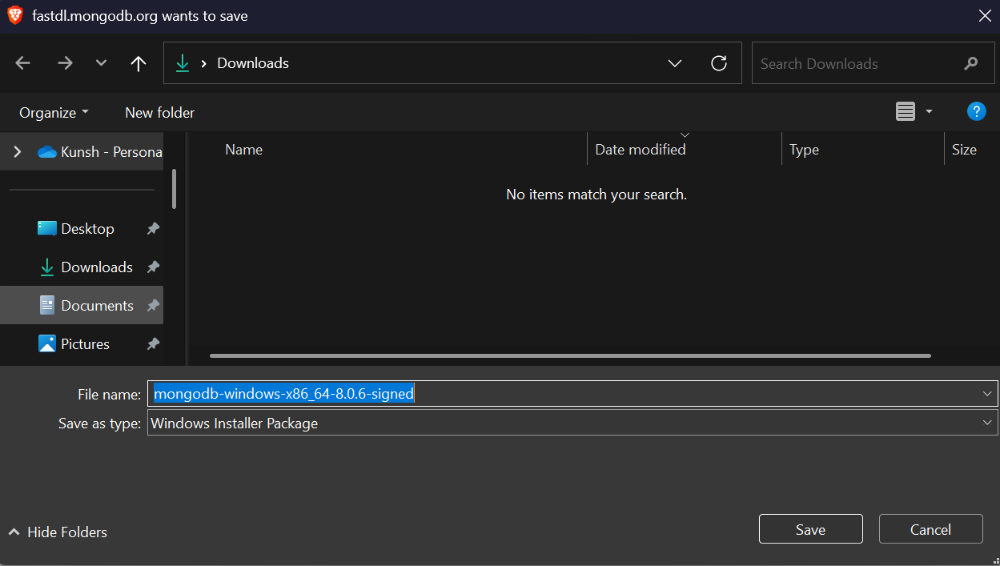 fastdl.mongodb.org wants to save
Downloads
Search Downloads
Organize
New folder
?
Kunsh - Persona
Name
Date modified
Type
Size
No items match your search.
Desktop
Downloads
Documents
Pictures
File name: mongodb-windows-x86_64-8.0.6-signed
Save as type: Windows Installer Package
Hide Folders
Save
Cancel